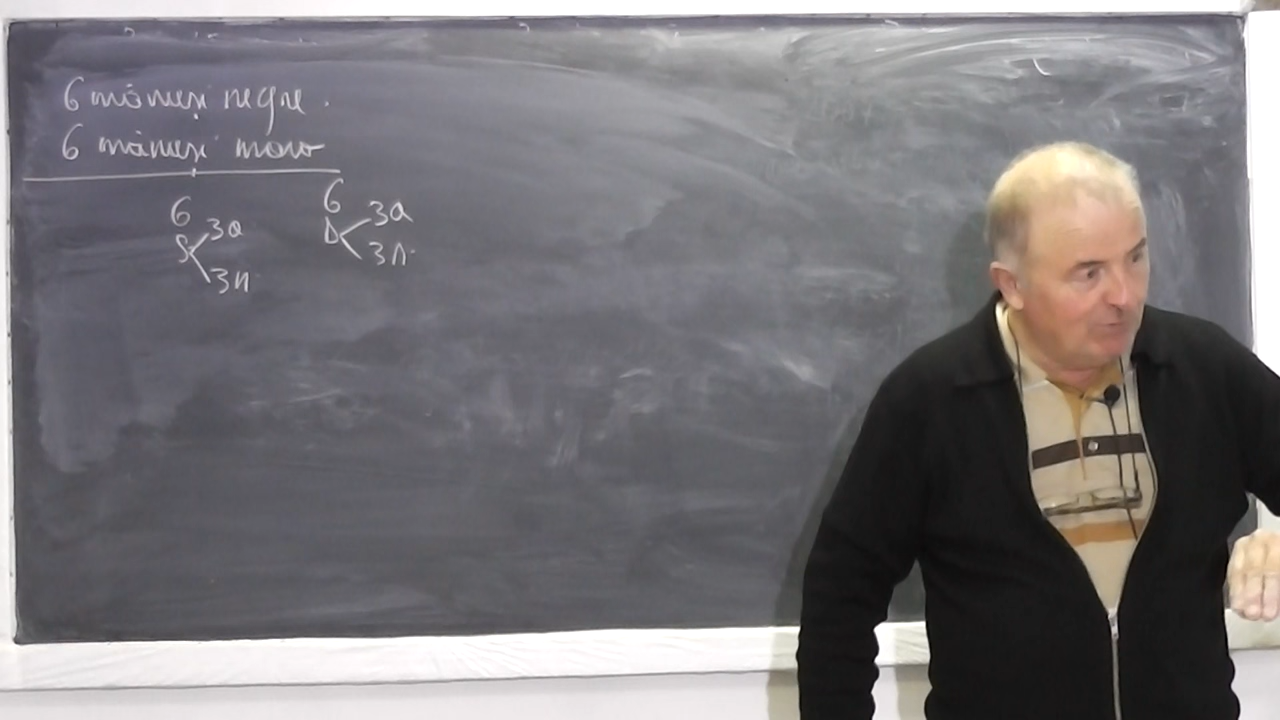 6 mănuși negre.
6 mănuși maro
6 6
S 3a D 3a
3n 3n